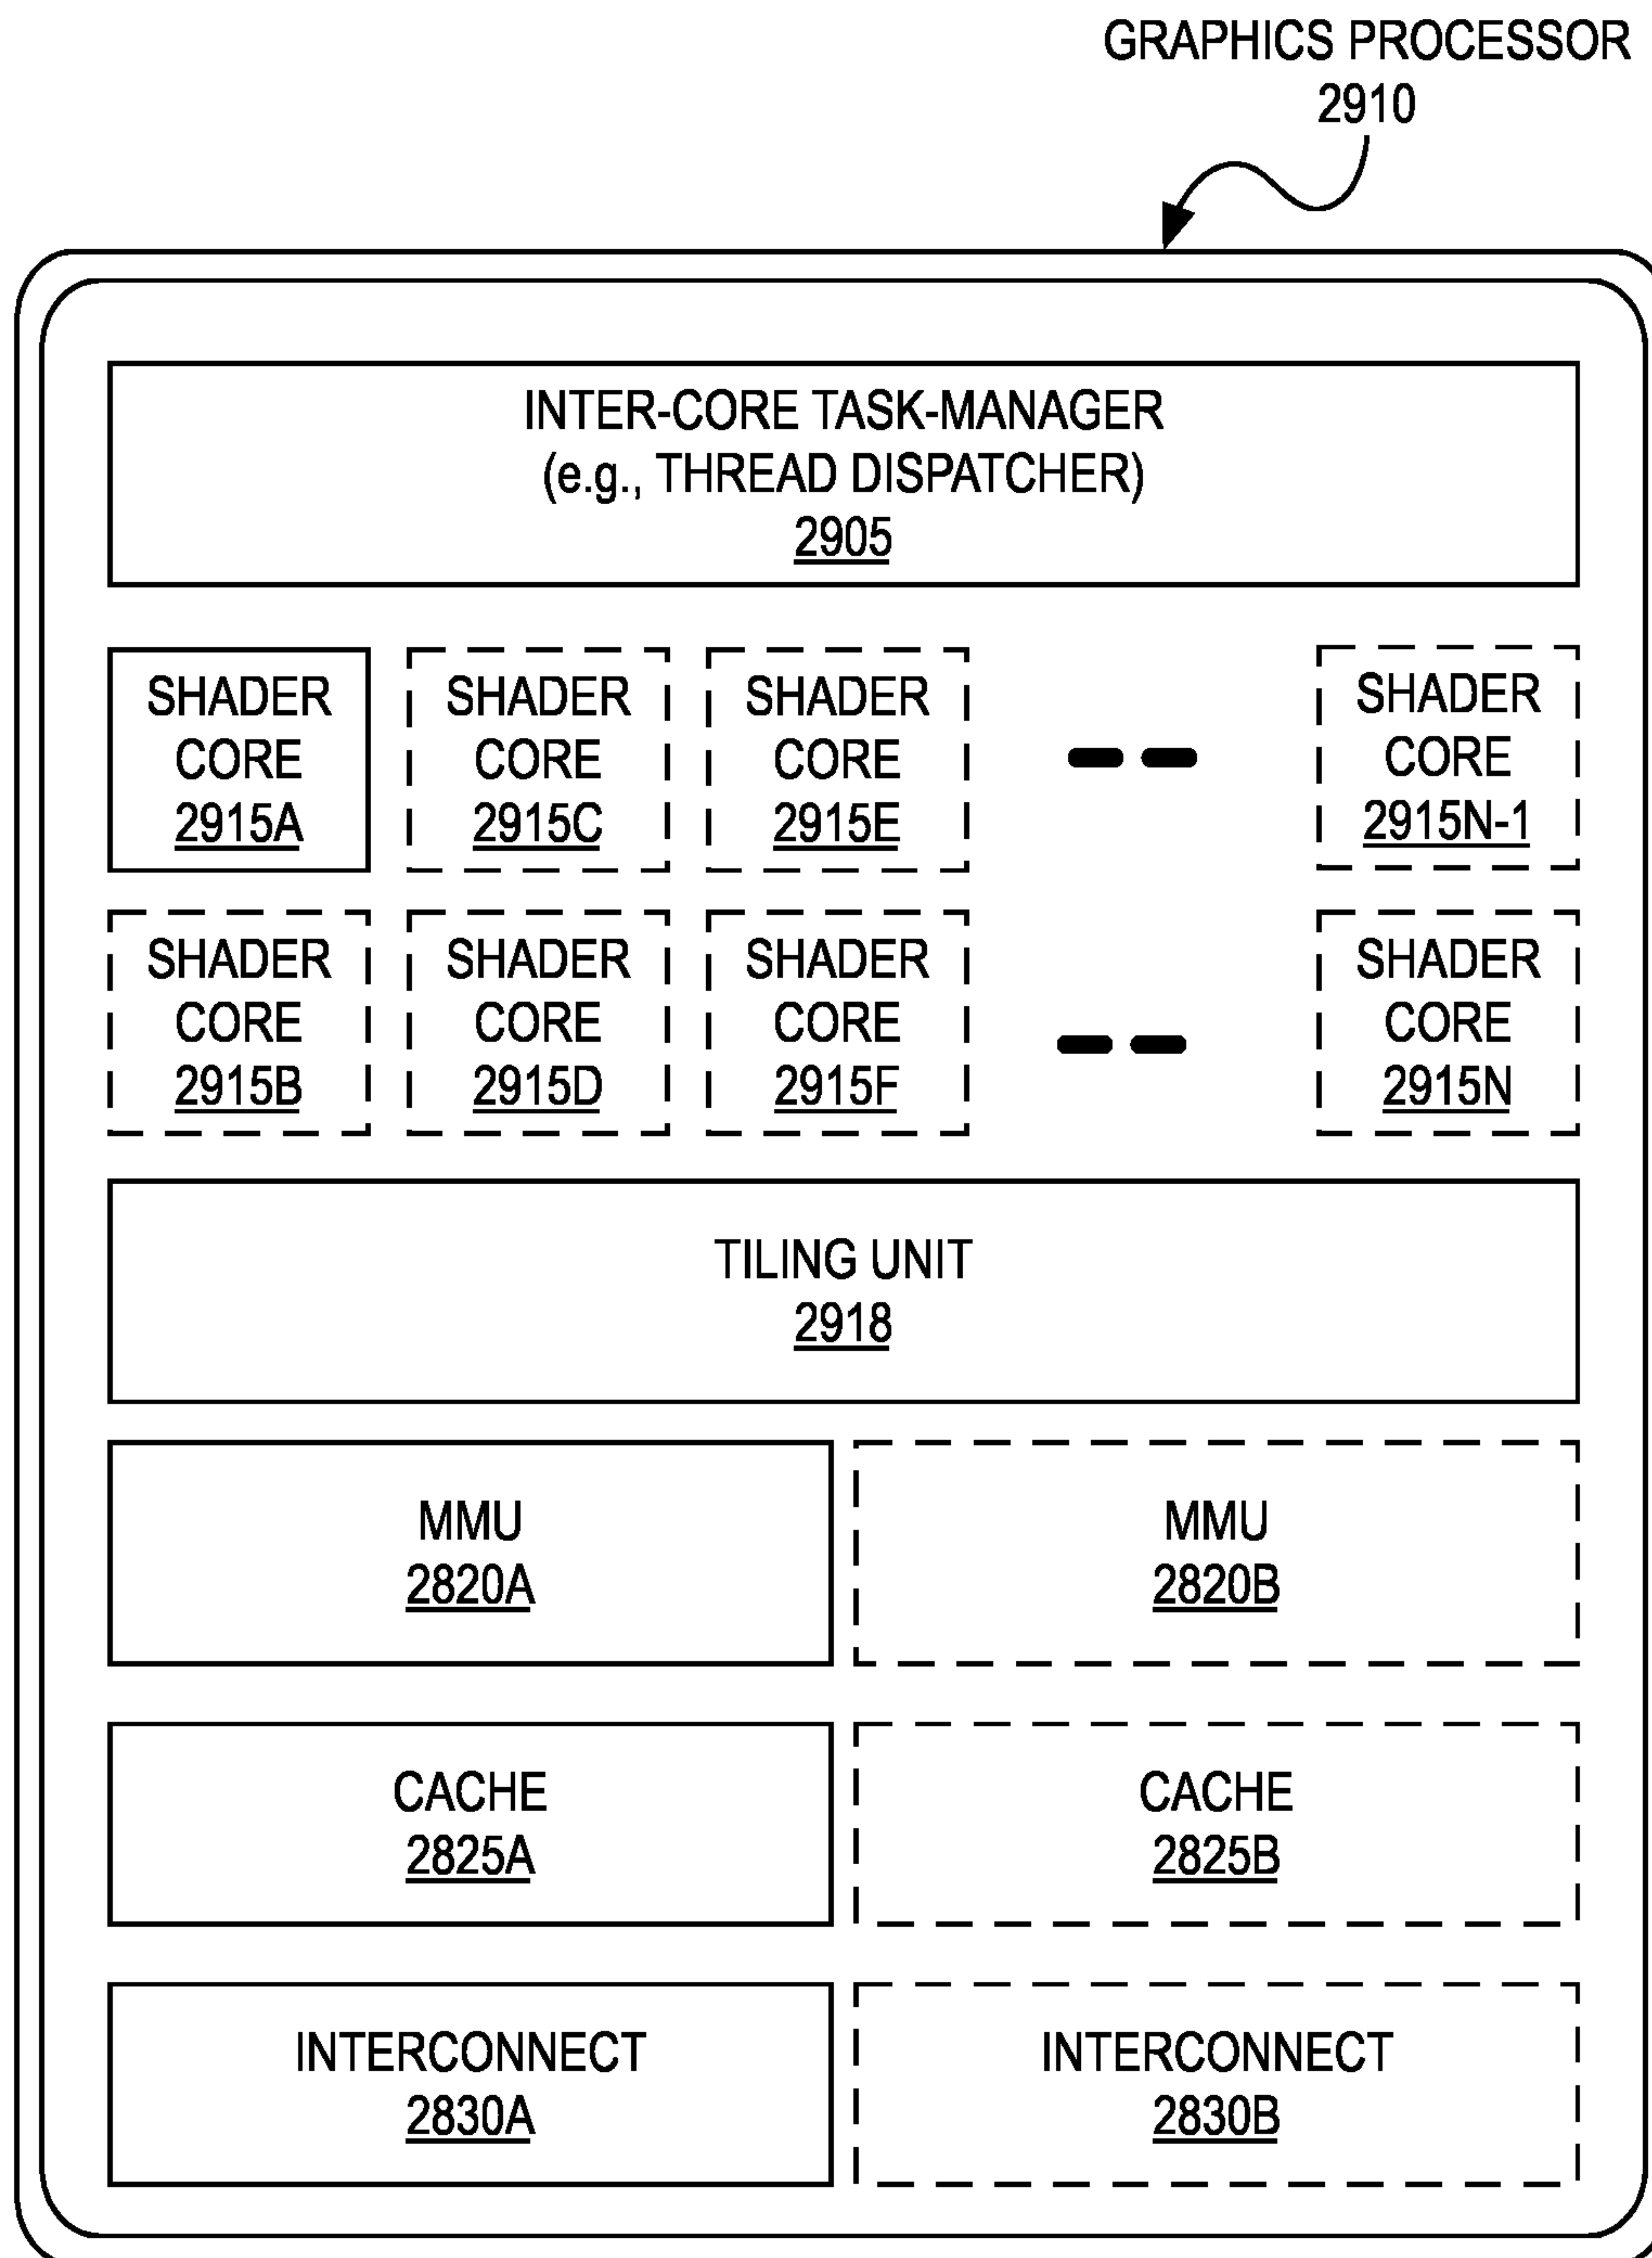 GRAPHICS PROCESSOR
2910
INTER-CORE TASK-MANAGER
(e.g., THREAD DISPATCHER)
2905
SHADER
CORE
2915A
SHADER
CORE
2915C
SHADER
CORE
2915E
SHADER
CORE
2915N-1
SHADER
CORE
2915B
SHADER
CORE
2915D
SHADER
CORE
2915F
SHADER
CORE
2915N
TILING UNIT
2918
MMU
2820A
MMU
2820B
CACHE
2825A
CACHE
2825B
INTERCONNECT
2830A
INTERCONNECT
2830B